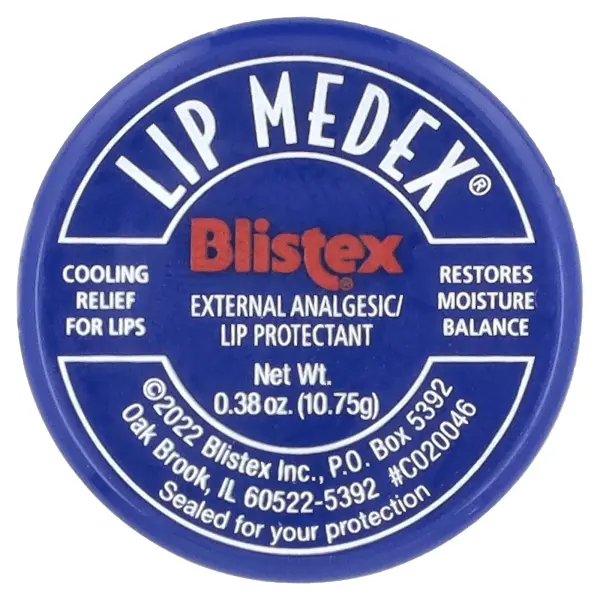 LIP MEDEX®
Blistex®
EXTERNAL ANALGESIC/
LIP PROTECTANT
Net Wt.
0.38 oz. (10.75g)
COOLING
RELIEF
FOR LIPS
RESTORES
MOISTURE
BALANCE
©2022 Blistex Inc., P.O. Box 5392
Oak Brook, IL 60522-5392 #C020046
Sealed for your protection